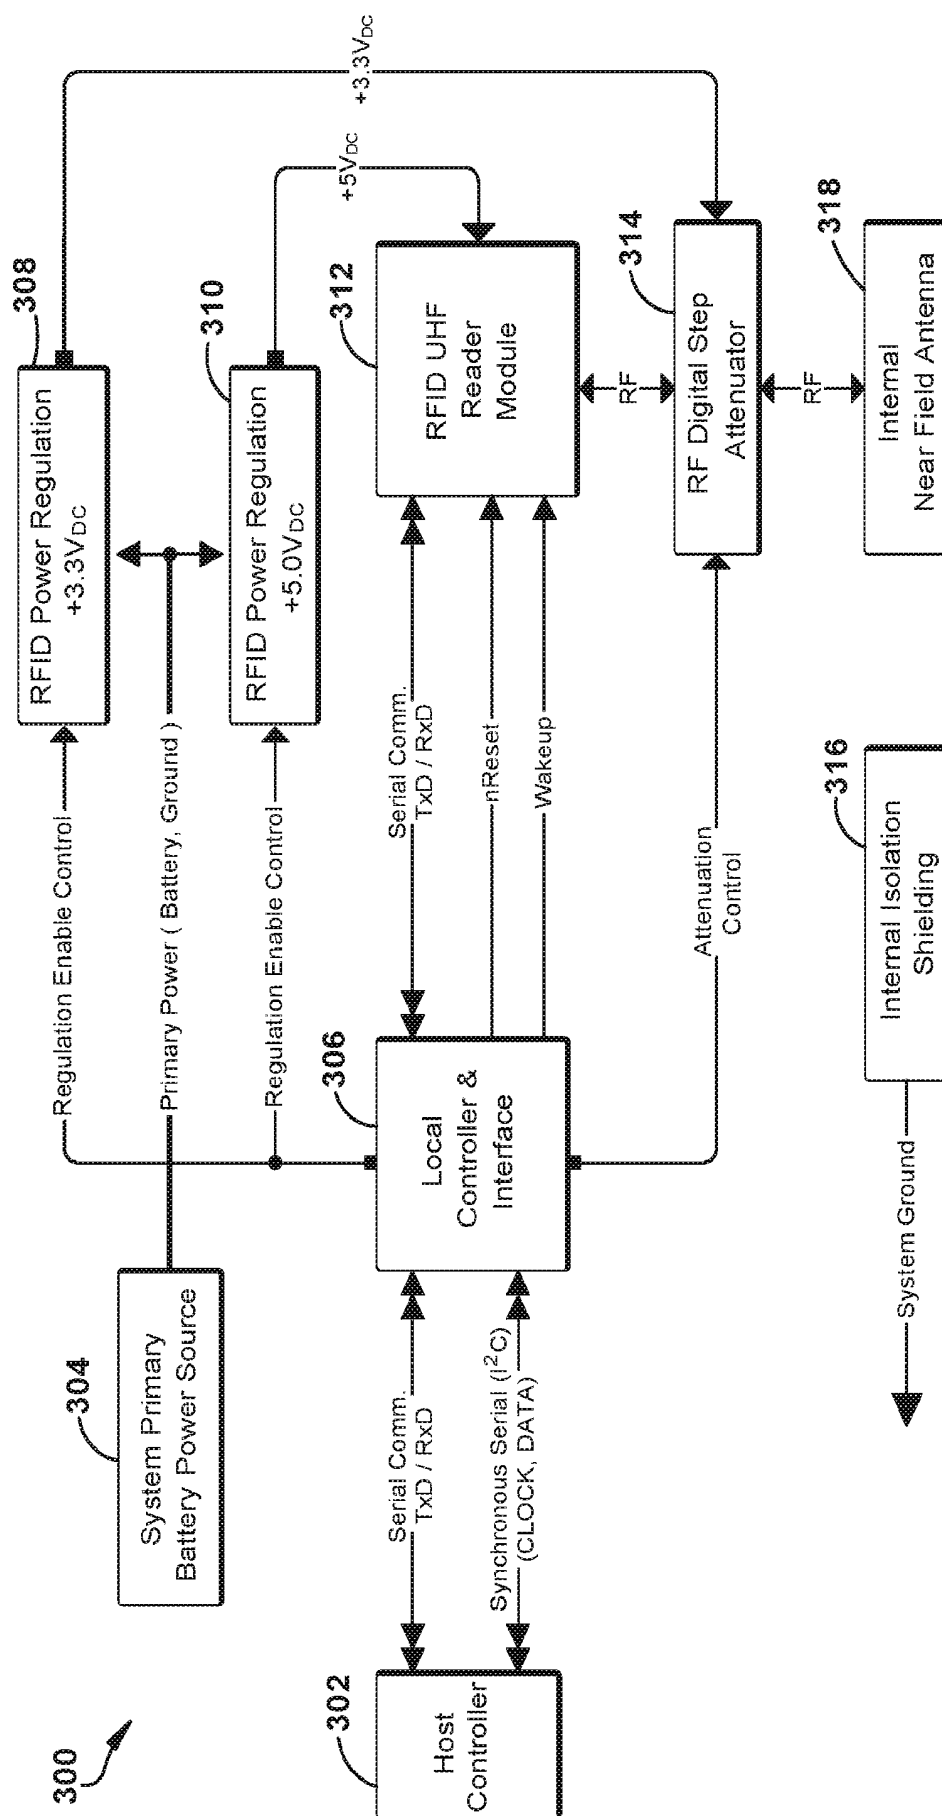 300
302
Host
Controller
304
System Primary
Battery Power Source
Serial Comm.
TxD / RxD
Synchronous Serial (I²C)
(CLOCK, DATA)
306
Local
Controller &
Interface
Regulation Enable Control
Primary Power ( Battery, Ground )
Regulation Enable Control
Serial Comm.
TxD / RxD
nReset
Wakeup
Attenuation
Control
308
RFID Power Regulation
+3.3VDC
310
RFID Power Regulation
+5.0VDC
+3.3VDC
+5VDC
312
RFID UHF
Reader
Module
RF
314
RF Digital Step
Attenuator
RF
318
Internal
Near Field Antenna
316
Internal Isolation
Shielding
System Ground